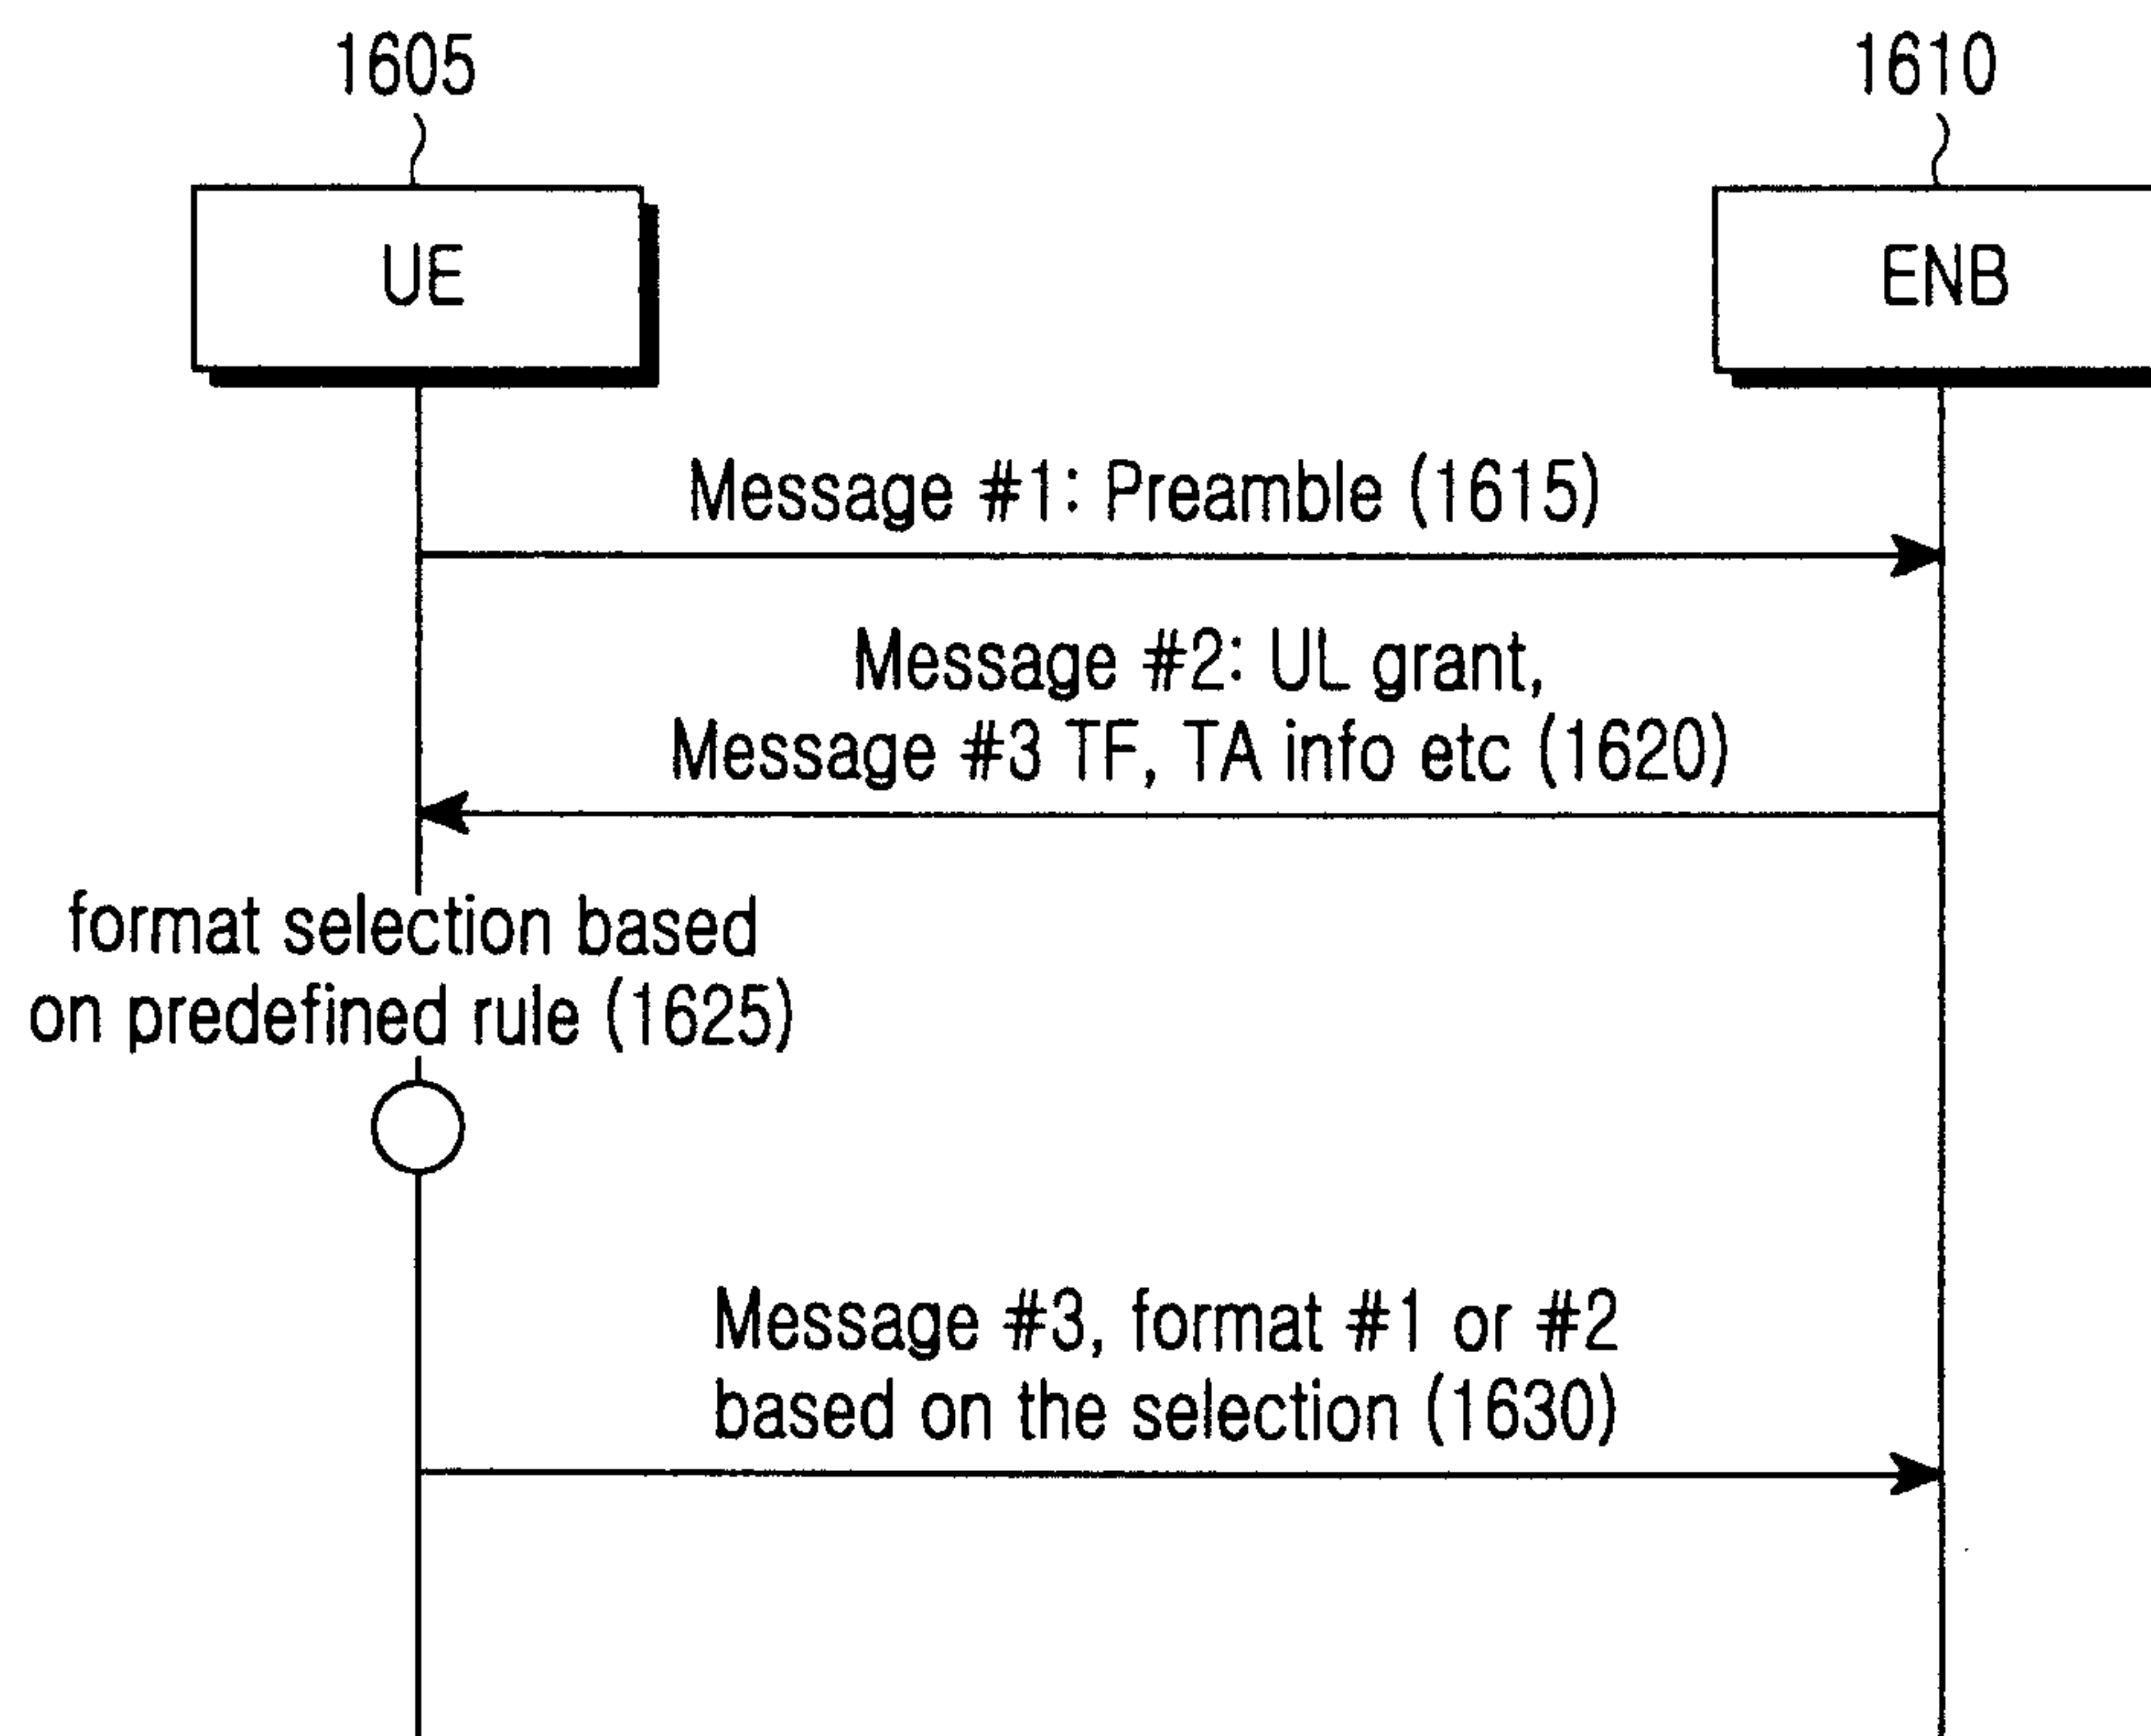 1605
1610
UE
ENB
Message #1: Preamble (1615)
Message #2: UL grant,
Message #3 TF, TA info etc (1620)
format selection based
on predefined rule (1625)
Message #3, format #1 or #2
based on the selection (1630)